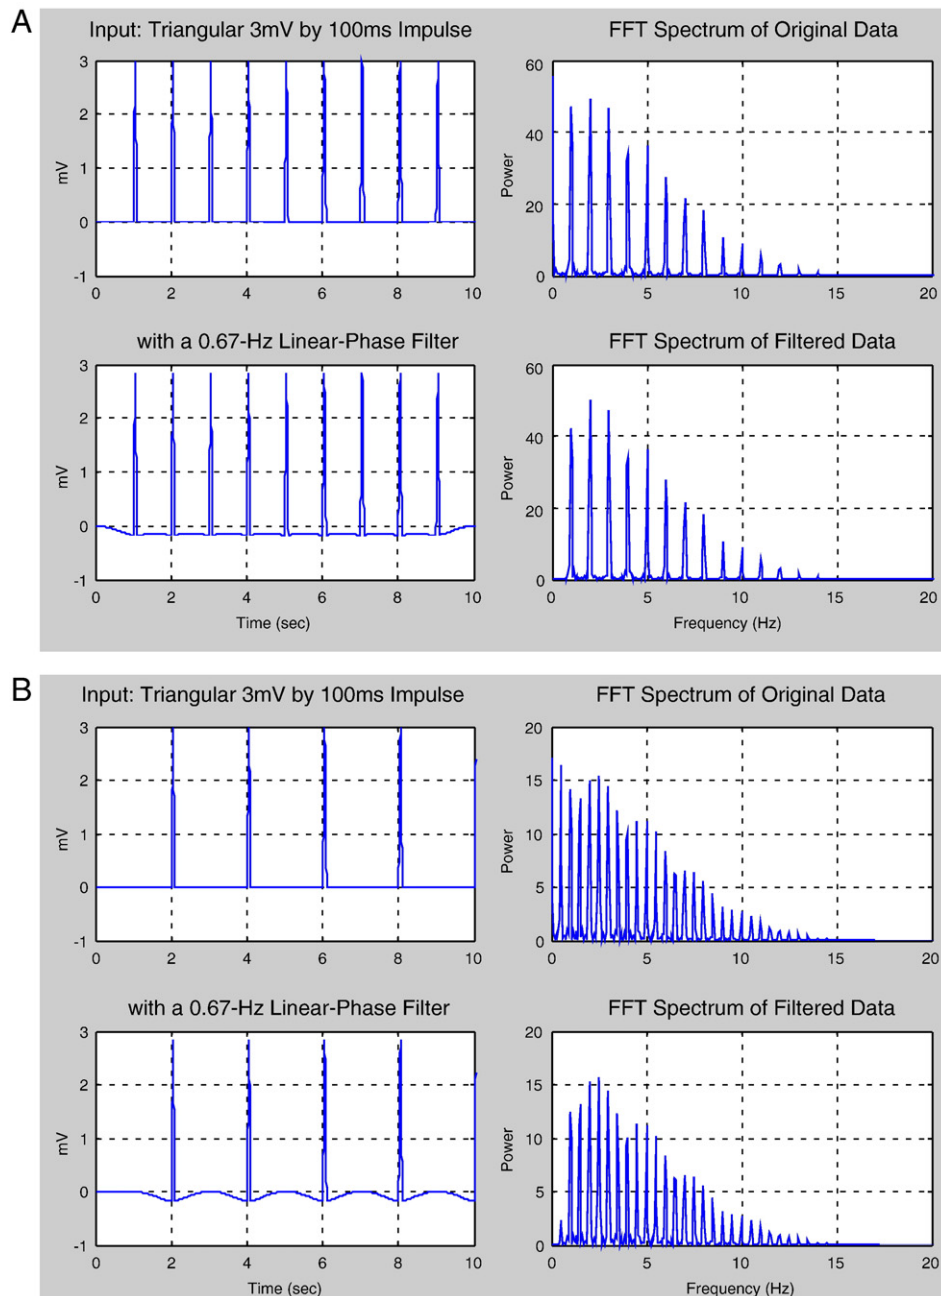 A
Input: Triangular 3mV by 100ms Impulse
3
2
1
0
-1
mV
0 2 4 6 8 10
FFT Spectrum of Original Data
60
40
20
0
Power
0 5 10 15 20
with a 0.67-Hz Linear-Phase Filter
3
2
1
0
-1
mV
0 2 4 6 8 10
Time (sec)
FFT Spectrum of Filtered Data
60
40
20
0
Power
0 5 10 15 20
Frequency (Hz)
B
Input: Triangular 3mV by 100ms Impulse
3
2
1
0
-1
mV
0 2 4 6 8 10
FFT Spectrum of Original Data
20
15
10
5
0
Power
0 5 10 15 20
with a 0.67-Hz Linear-Phase Filter
3
2
1
0
-1
mV
0 2 4 6 8 10
Time (sec)
FFT Spectrum of Filtered Data
20
15
10
5
0
Power
0 5 10 15 20
Frequency (Hz)